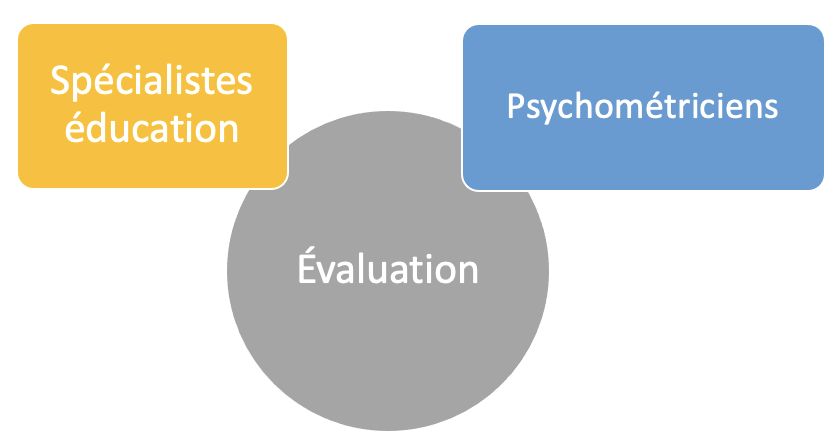 Spécialistes
éducation
Psychométriciens
Évaluation